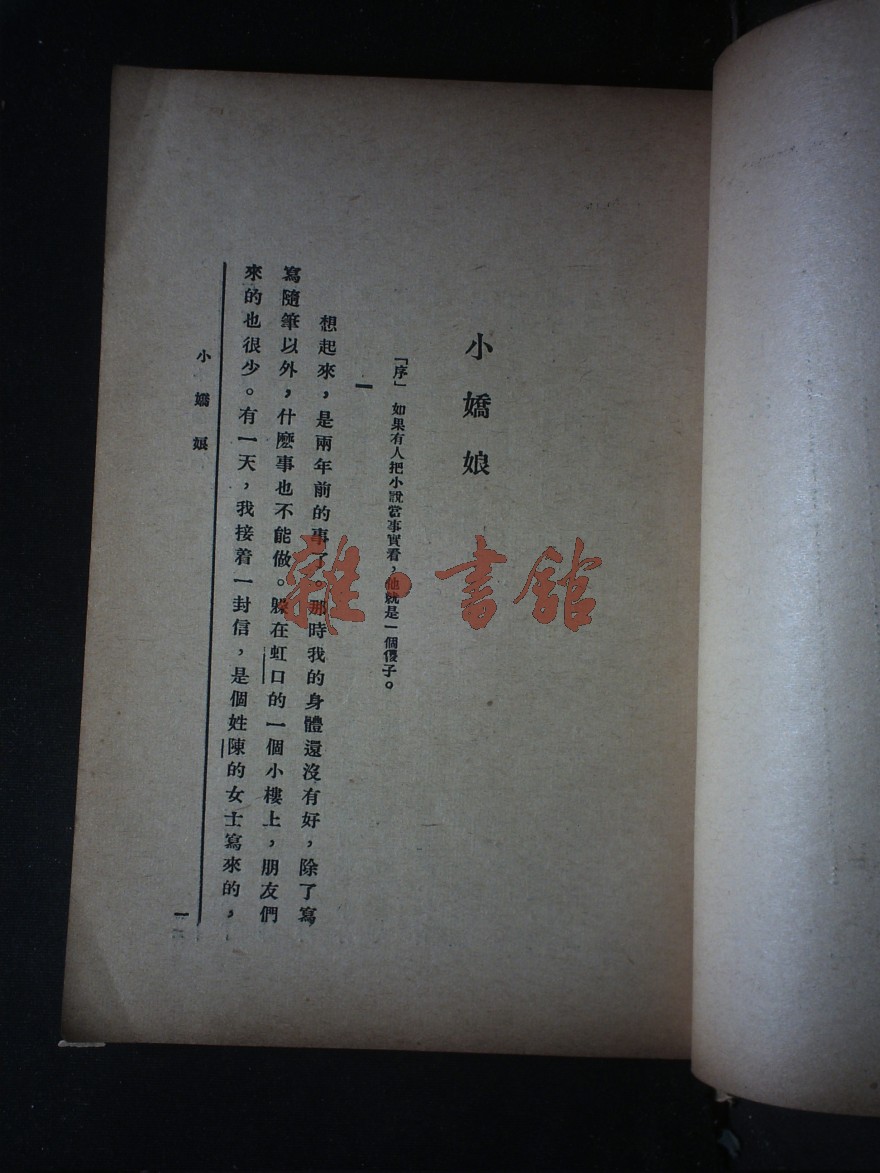 小嬌娘
「序」 如果有人把小說當事實看，他就是一個傻子。
一
想起來，是兩年前的事了，那時我的身體還沒有好，除了寫
寫隨筆以外，什麽事也不能做。躱在虹口的一個小樓上，朋友們
來的也很少。有一天，我接着一封信，是個姓陳的女士寫來的，
小嬌娘
一
雜·書館